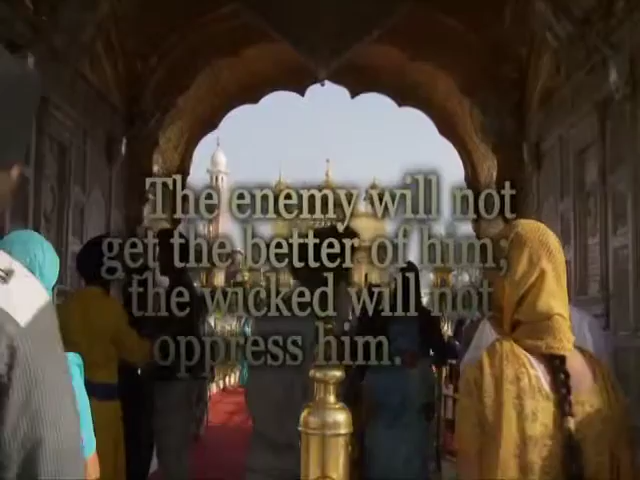 The enemy will not
get the better of him;
the wicked will not
oppress him.